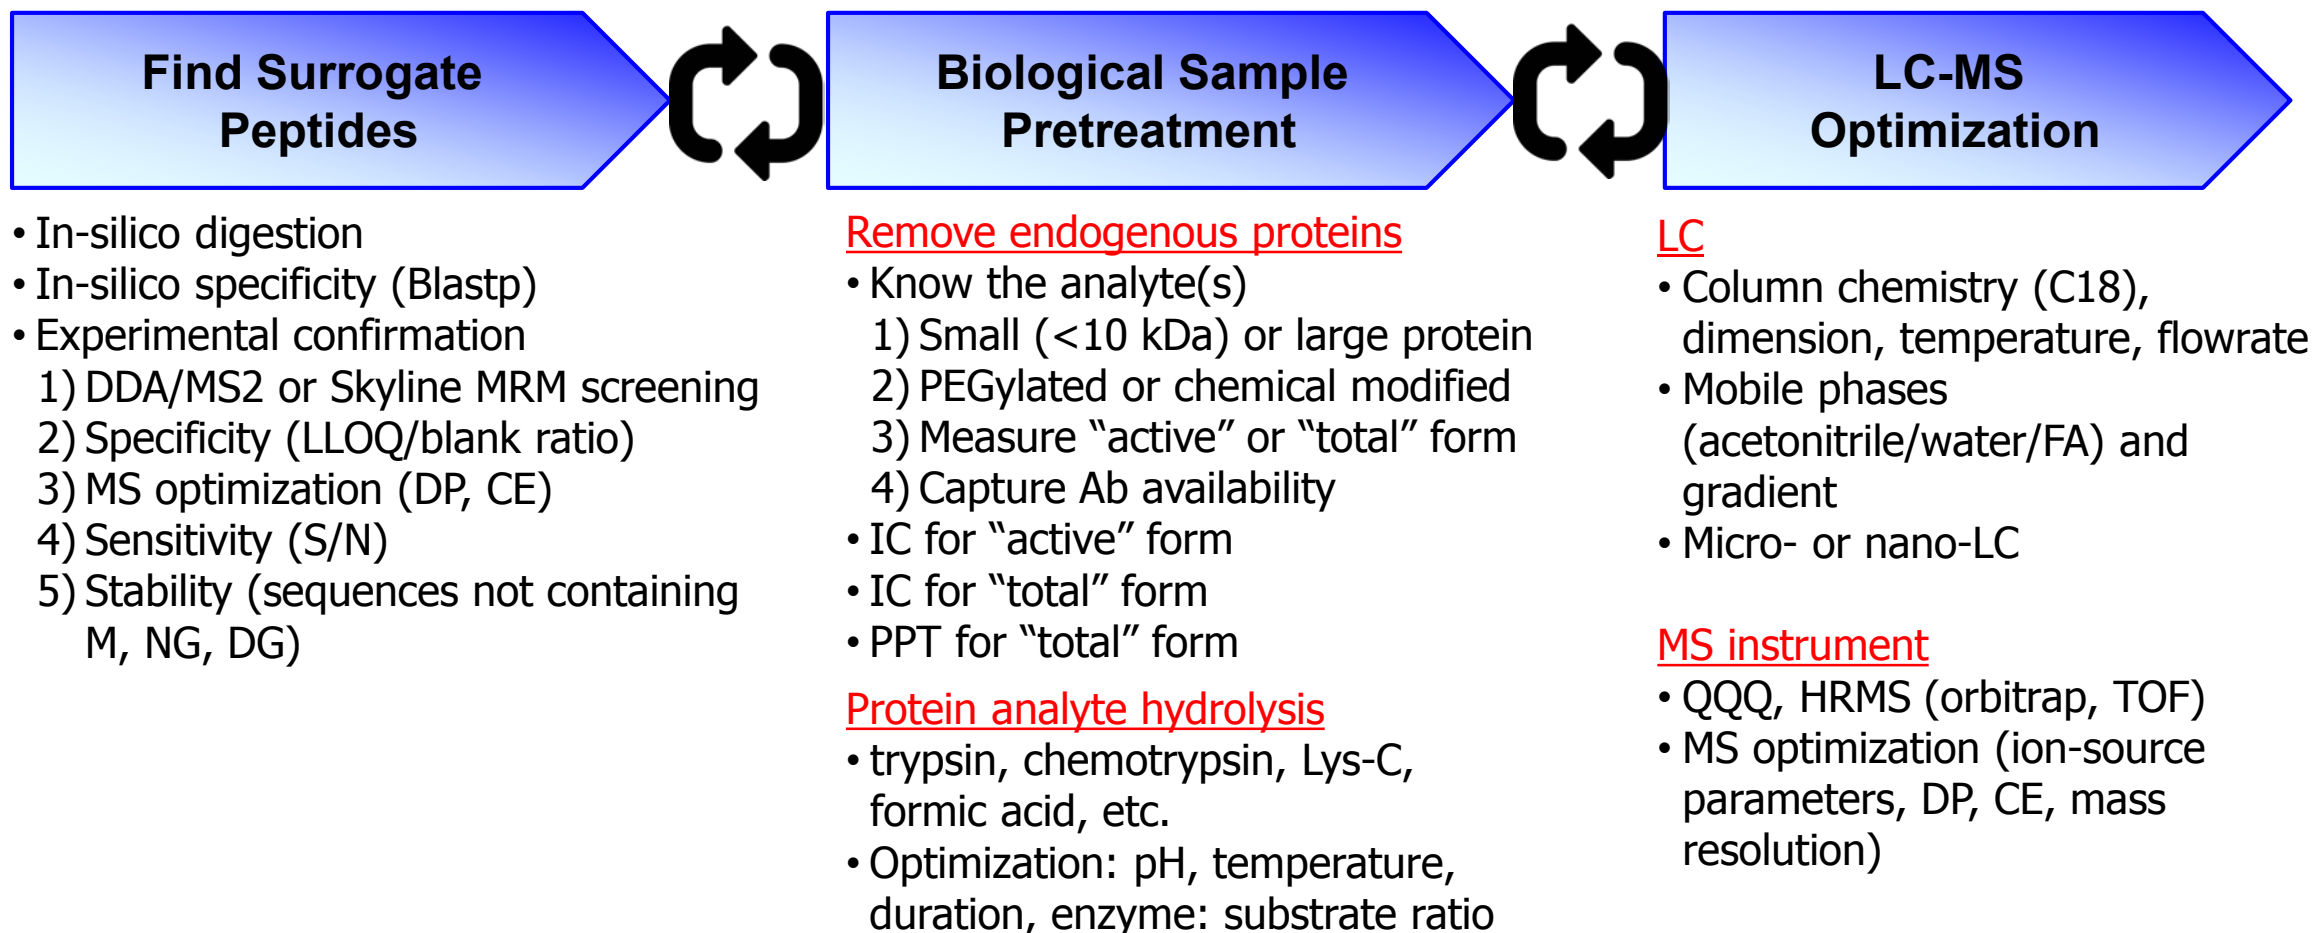 Find Surrogate
Peptides
• In-silico digestion
• In-silico specificity (Blastp)
• Experimental confirmation
1) DDA/MS2 or Skyline MRM screening
2) Specificity (LLOQ/blank ratio)
3) MS optimization (DP, CE)
4) Sensitivity (S/N)
5) Stability (sequences not containing
M, NG, DG)
Biological Sample
Pretreatment
Remove endogenous proteins
• Know the analyte(s)
1) Small (<10 kDa) or large protein
2) PEGylated or chemical modified
3) Measure “active” or “total” form
4) Capture Ab availability
• IC for “active” form
• IC for “total” form
• PPT for “total” form
Protein analyte hydrolysis
• trypsin, chemotrypsin, Lys-C,
formic acid, etc.
• Optimization: pH, temperature,
duration, enzyme: substrate ratio
LC-MS
Optimization
LC
• Column chemistry (C18),
dimension, temperature, flowrate
• Mobile phases
(acetonitrile/water/FA) and
gradient
• Micro- or nano-LC
MS instrument
• QQQ, HRMS (orbitrap, TOF)
• MS optimization (ion-source
parameters, DP, CE, mass
resolution)